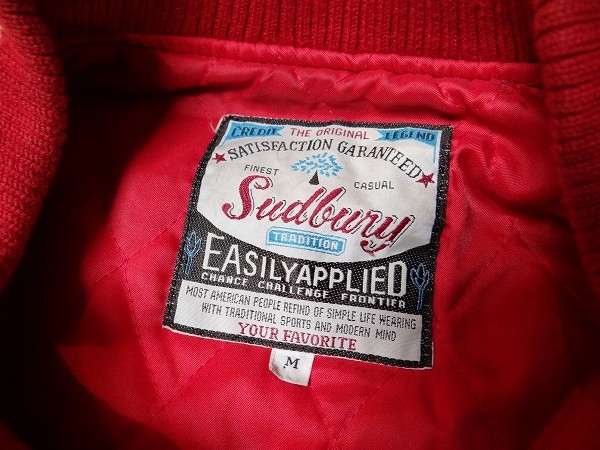 CREDIT THE ORIGINAL LEGEND
SATISFACTION GARANTEED
FINEST CASUAL
Sudbury
TRADITION
EASILYAPPLIED
CHANCE CHALLENGE FRONTIER
MOST AMERICAN PEOPLE REFIND OF SIMPLE LIFE WEARING
WITH TRADITIONAL SPORTS AND MODERN MIND
YOUR FAVORITE
M